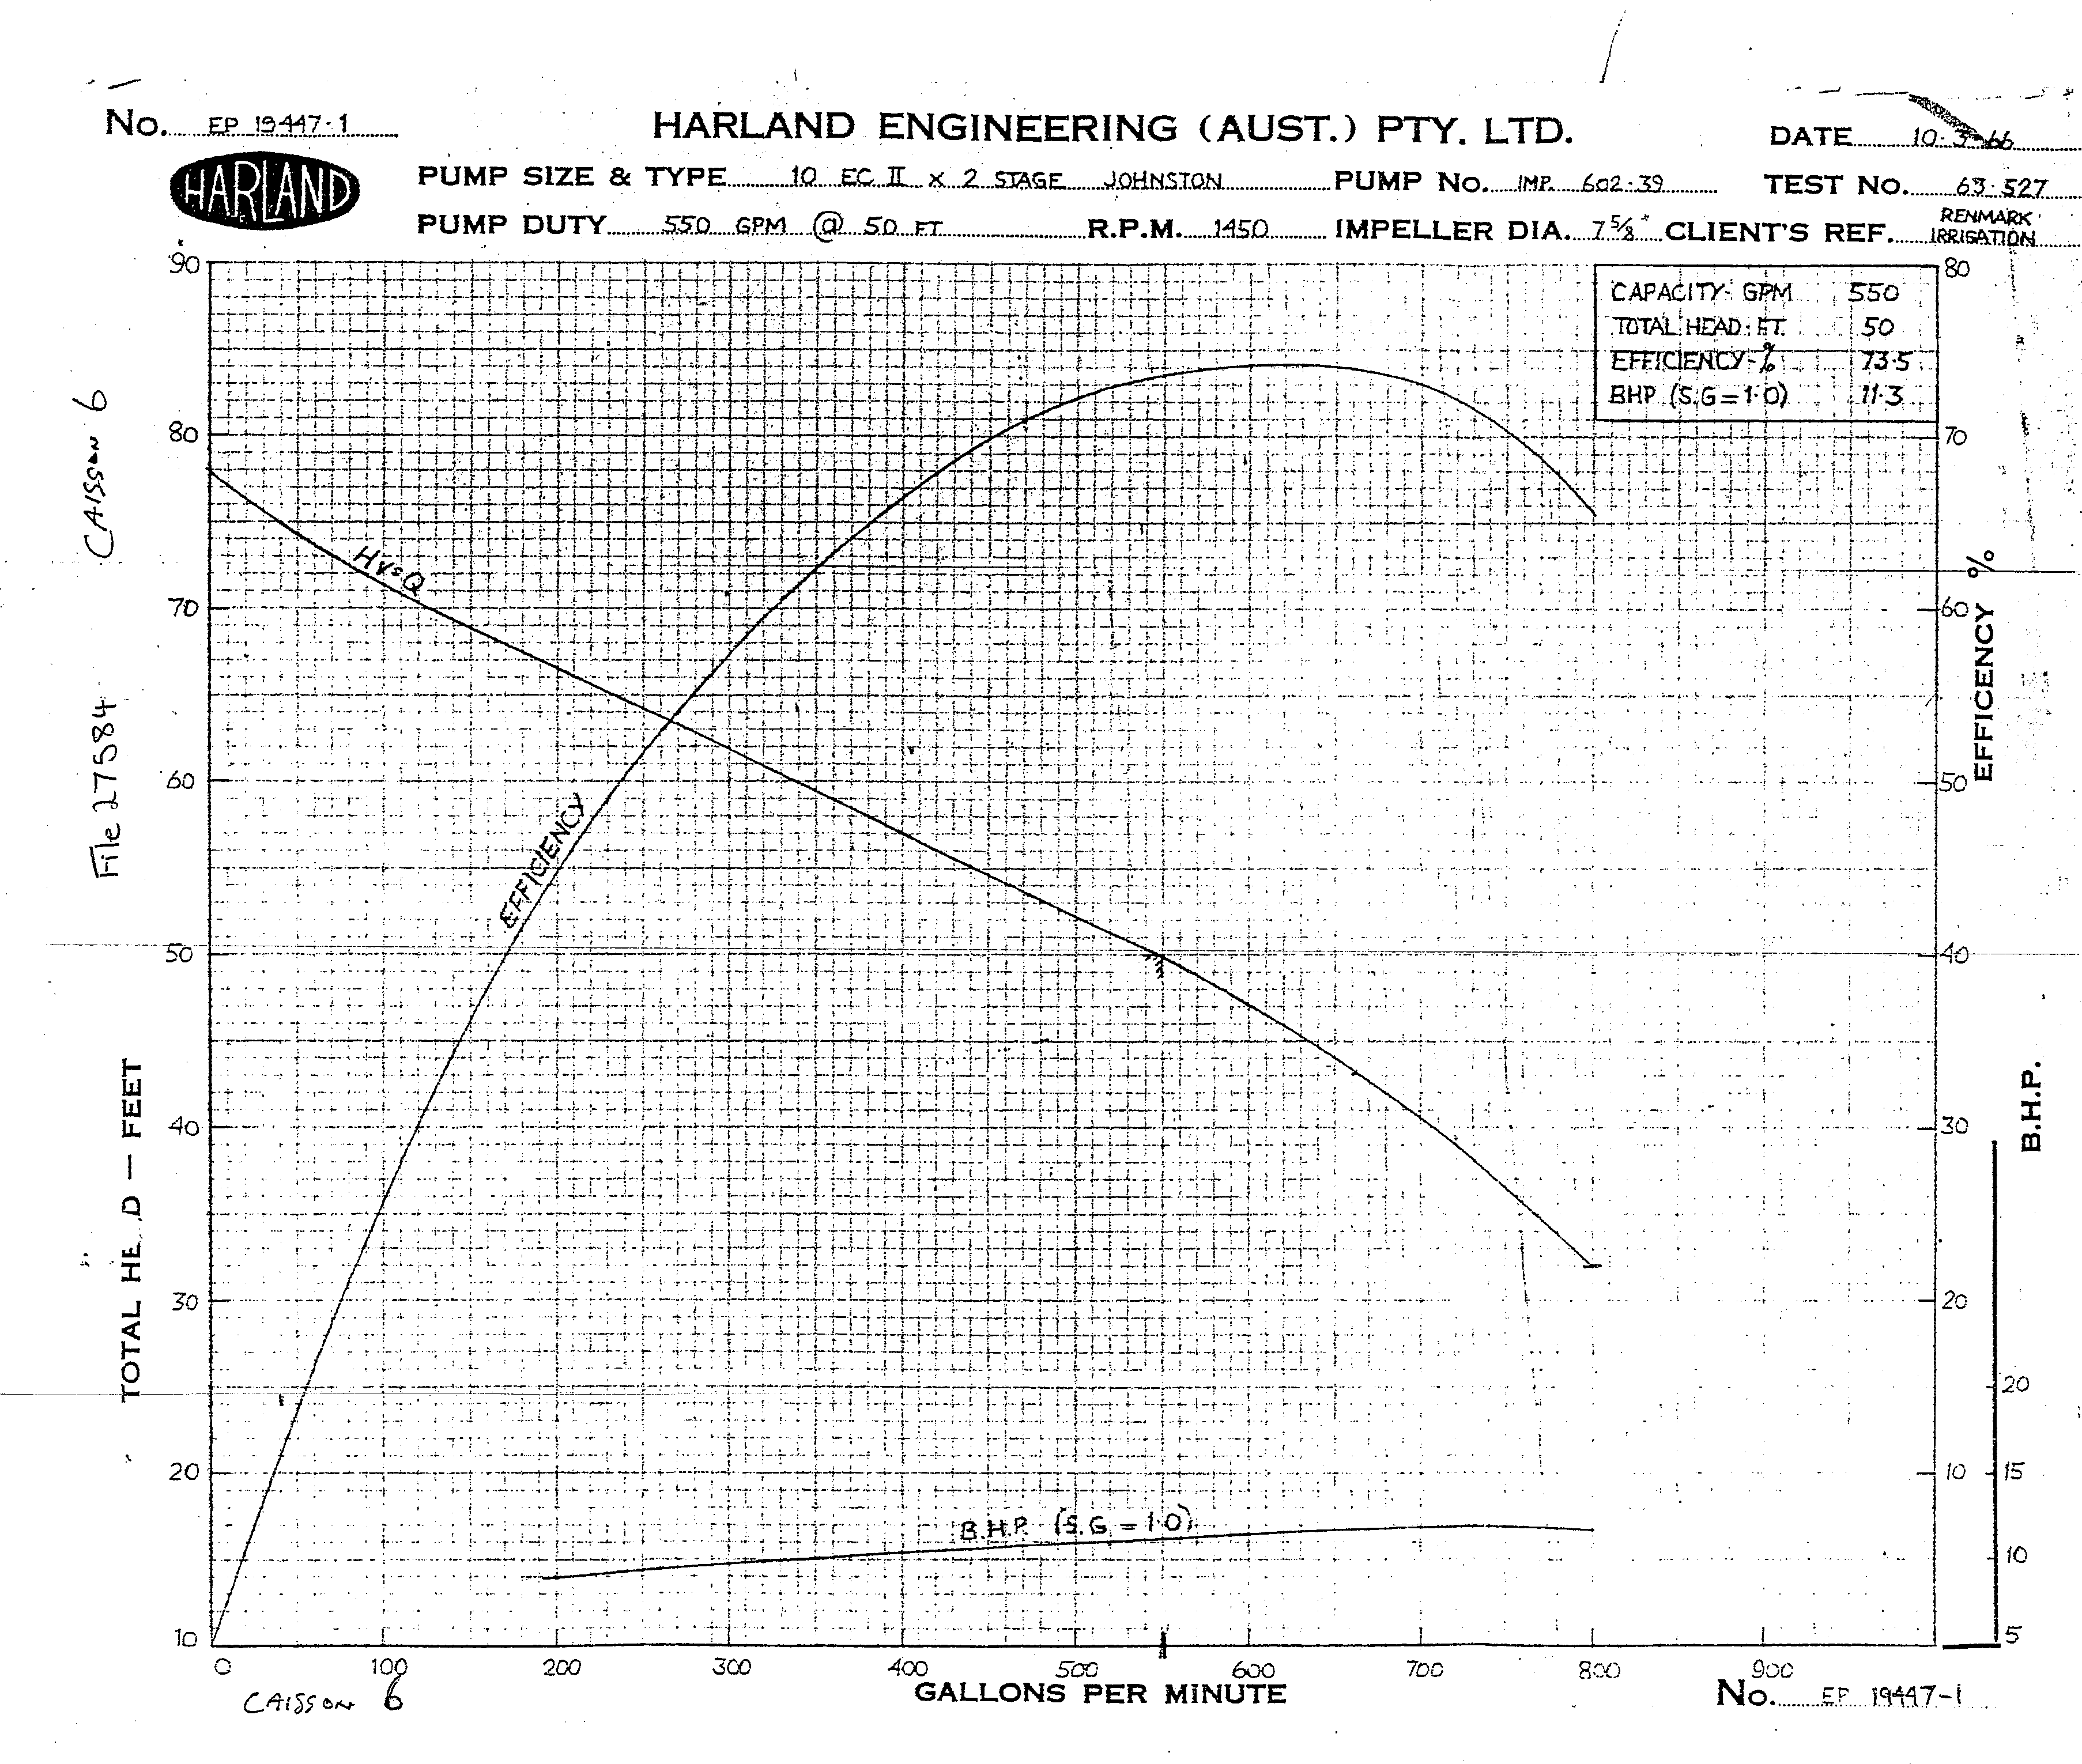 No. EP 19447-1 HARLAND ENGINEERING (AUST.) PTY. LTD. DATE 10-3-66
HARLAND
PUMP SIZE & TYPE 10 EC II x 2 STAGE JOHNSTON PUMP No. IMP. 602-39 TEST No. 63-527
PUMP DUTY 550 GPM @ 50 FT R.P.M. 1450 IMPELLER DIA. 7 5/8" CLIENT'S REF. RENMARK IRRIGATION
CAPACITY- GPM 550
TOTAL HEAD: FT. 50
EFFICIENCY-% 73.5
BHP (S.G=1.0) 11.3
90
80
70
60
50
40
30
20
10
TOTAL HE D — FEET
File 27584 CAISSON 6
H vs Q
EFFICIENCY
B.H.P. (S.G = 1.0)
80
70
60
50
40
30
20
10
EFFICENCY %
B.H.P.
20
15
10
5
0 100 200 300 400 500 600 700 800 900
GALLONS PER MINUTE
CAISSON 6
No. EP 19447-1